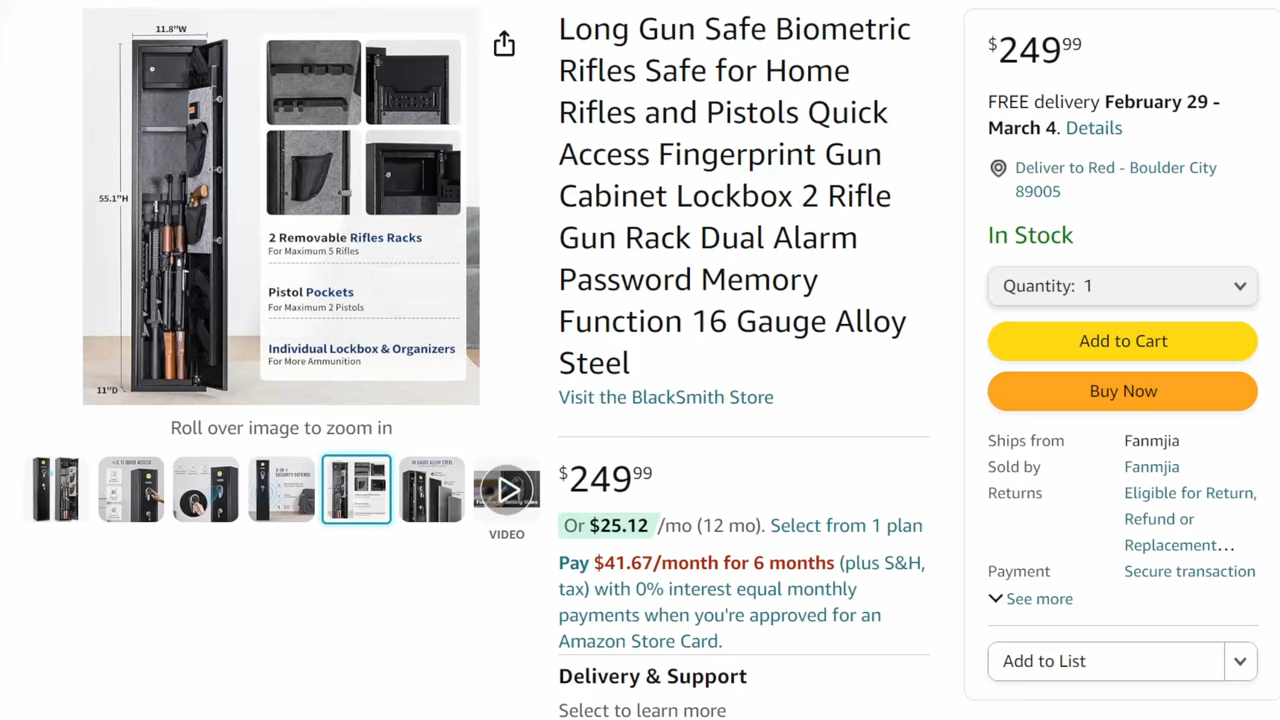 11.8"W
55.1"H
11"D
2 Removable Rifles Racks
For Maximum 5 Rifles
Pistol Pockets
For Maximum 2 Pistols
Individual Lockbox & Organizers
For More Ammunition
Roll over image to zoom in
VIDEO
Long Gun Safe Biometric
Rifles Safe for Home
Rifles and Pistols Quick
Access Fingerprint Gun
Cabinet Lockbox 2 Rifle
Gun Rack Dual Alarm
Password Memory
Function 16 Gauge Alloy
Steel
Visit the BlackSmith Store
$249.99
Or $25.12 /mo (12 mo). Select from 1 plan
Pay $41.67/month for 6 months (plus S&H,
tax) with 0% interest equal monthly
payments when you're approved for an
Amazon Store Card.
Delivery & Support
Select to learn more
$249.99
FREE delivery February 29 -
March 4. Details
Deliver to Red - Boulder City
89005
In Stock
Quantity: 1
Add to Cart
Buy Now
Ships from Fanmjia
Sold by Fanmjia
Returns Eligible for Return,
Refund or
Replacement…
Payment Secure transaction
See more
Add to List